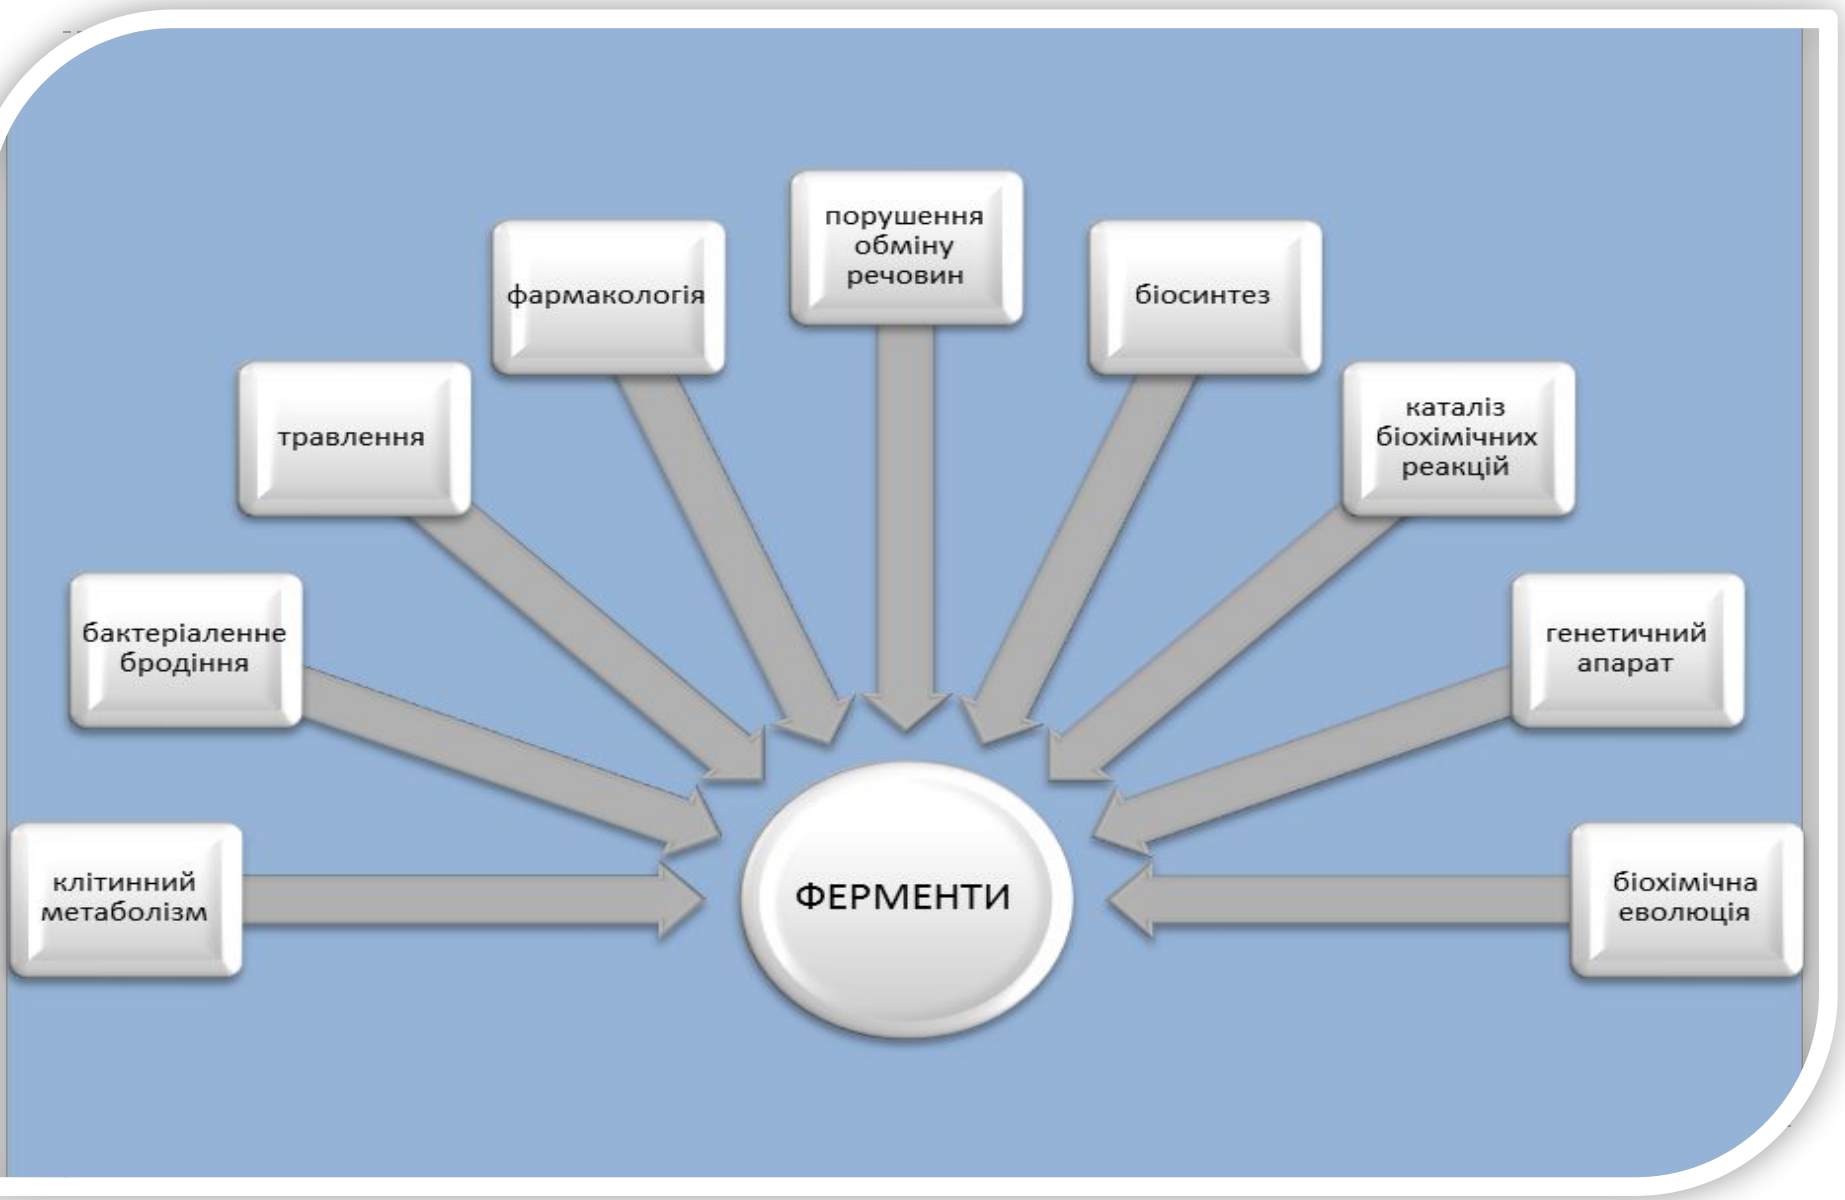 порушення
обміну
речовин
фармакологія
біосинтез
травлення
каталіз
біохімічних
реакцій
бактеріаленне
бродіння
генетичний
апарат
клітинний
метаболізм
ФЕРМЕНТИ
біохімічна
еволюція